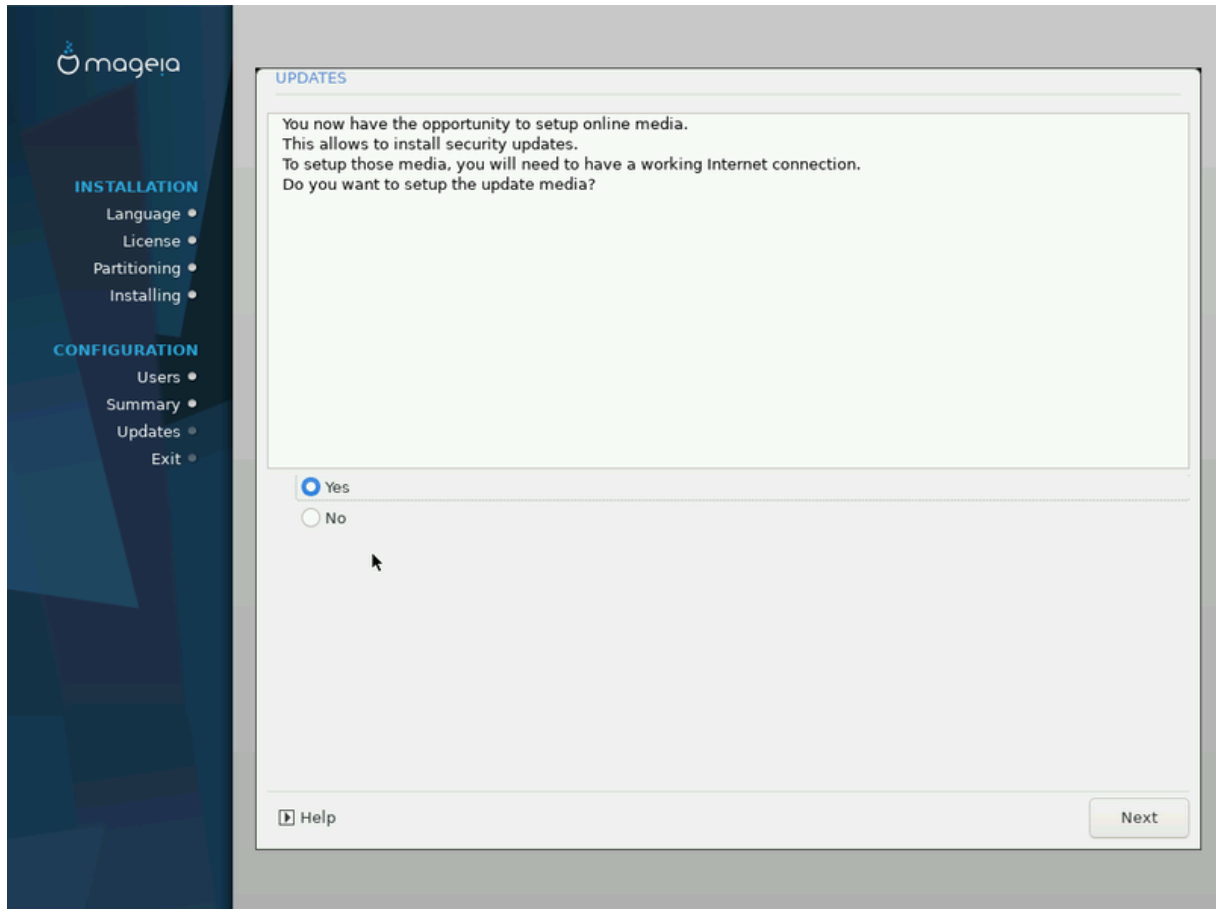 mageia
INSTALLATION
Language
License
Partitioning
Installing
CONFIGURATION
Users
Summary
Updates
Exit
UPDATES
You now have the opportunity to setup online media.
This allows to install security updates.
To setup those media, you will need to have a working Internet connection.
Do you want to setup the update media?
Yes
No
Help
Next